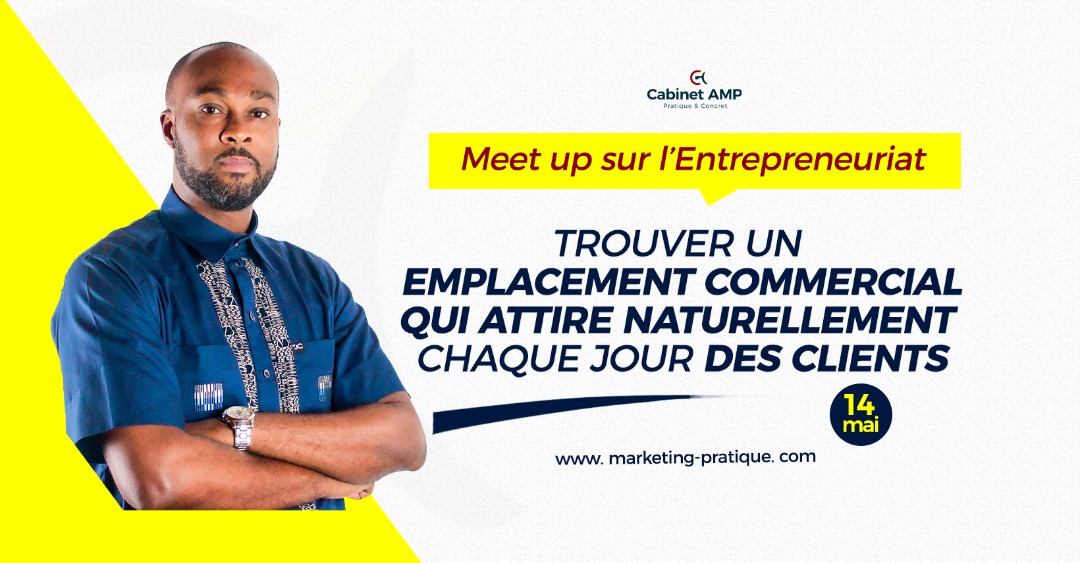 Cabinet AMP
Pratique & Concret
Meet up sur l'Entrepreneuriat
TROUVER UN
EMPLACEMENT COMMERCIAL
QUI ATTIRE NATURELLEMENT
CHAQUE JOUR DES CLIENTS
14
mai
www. marketing-pratique. com